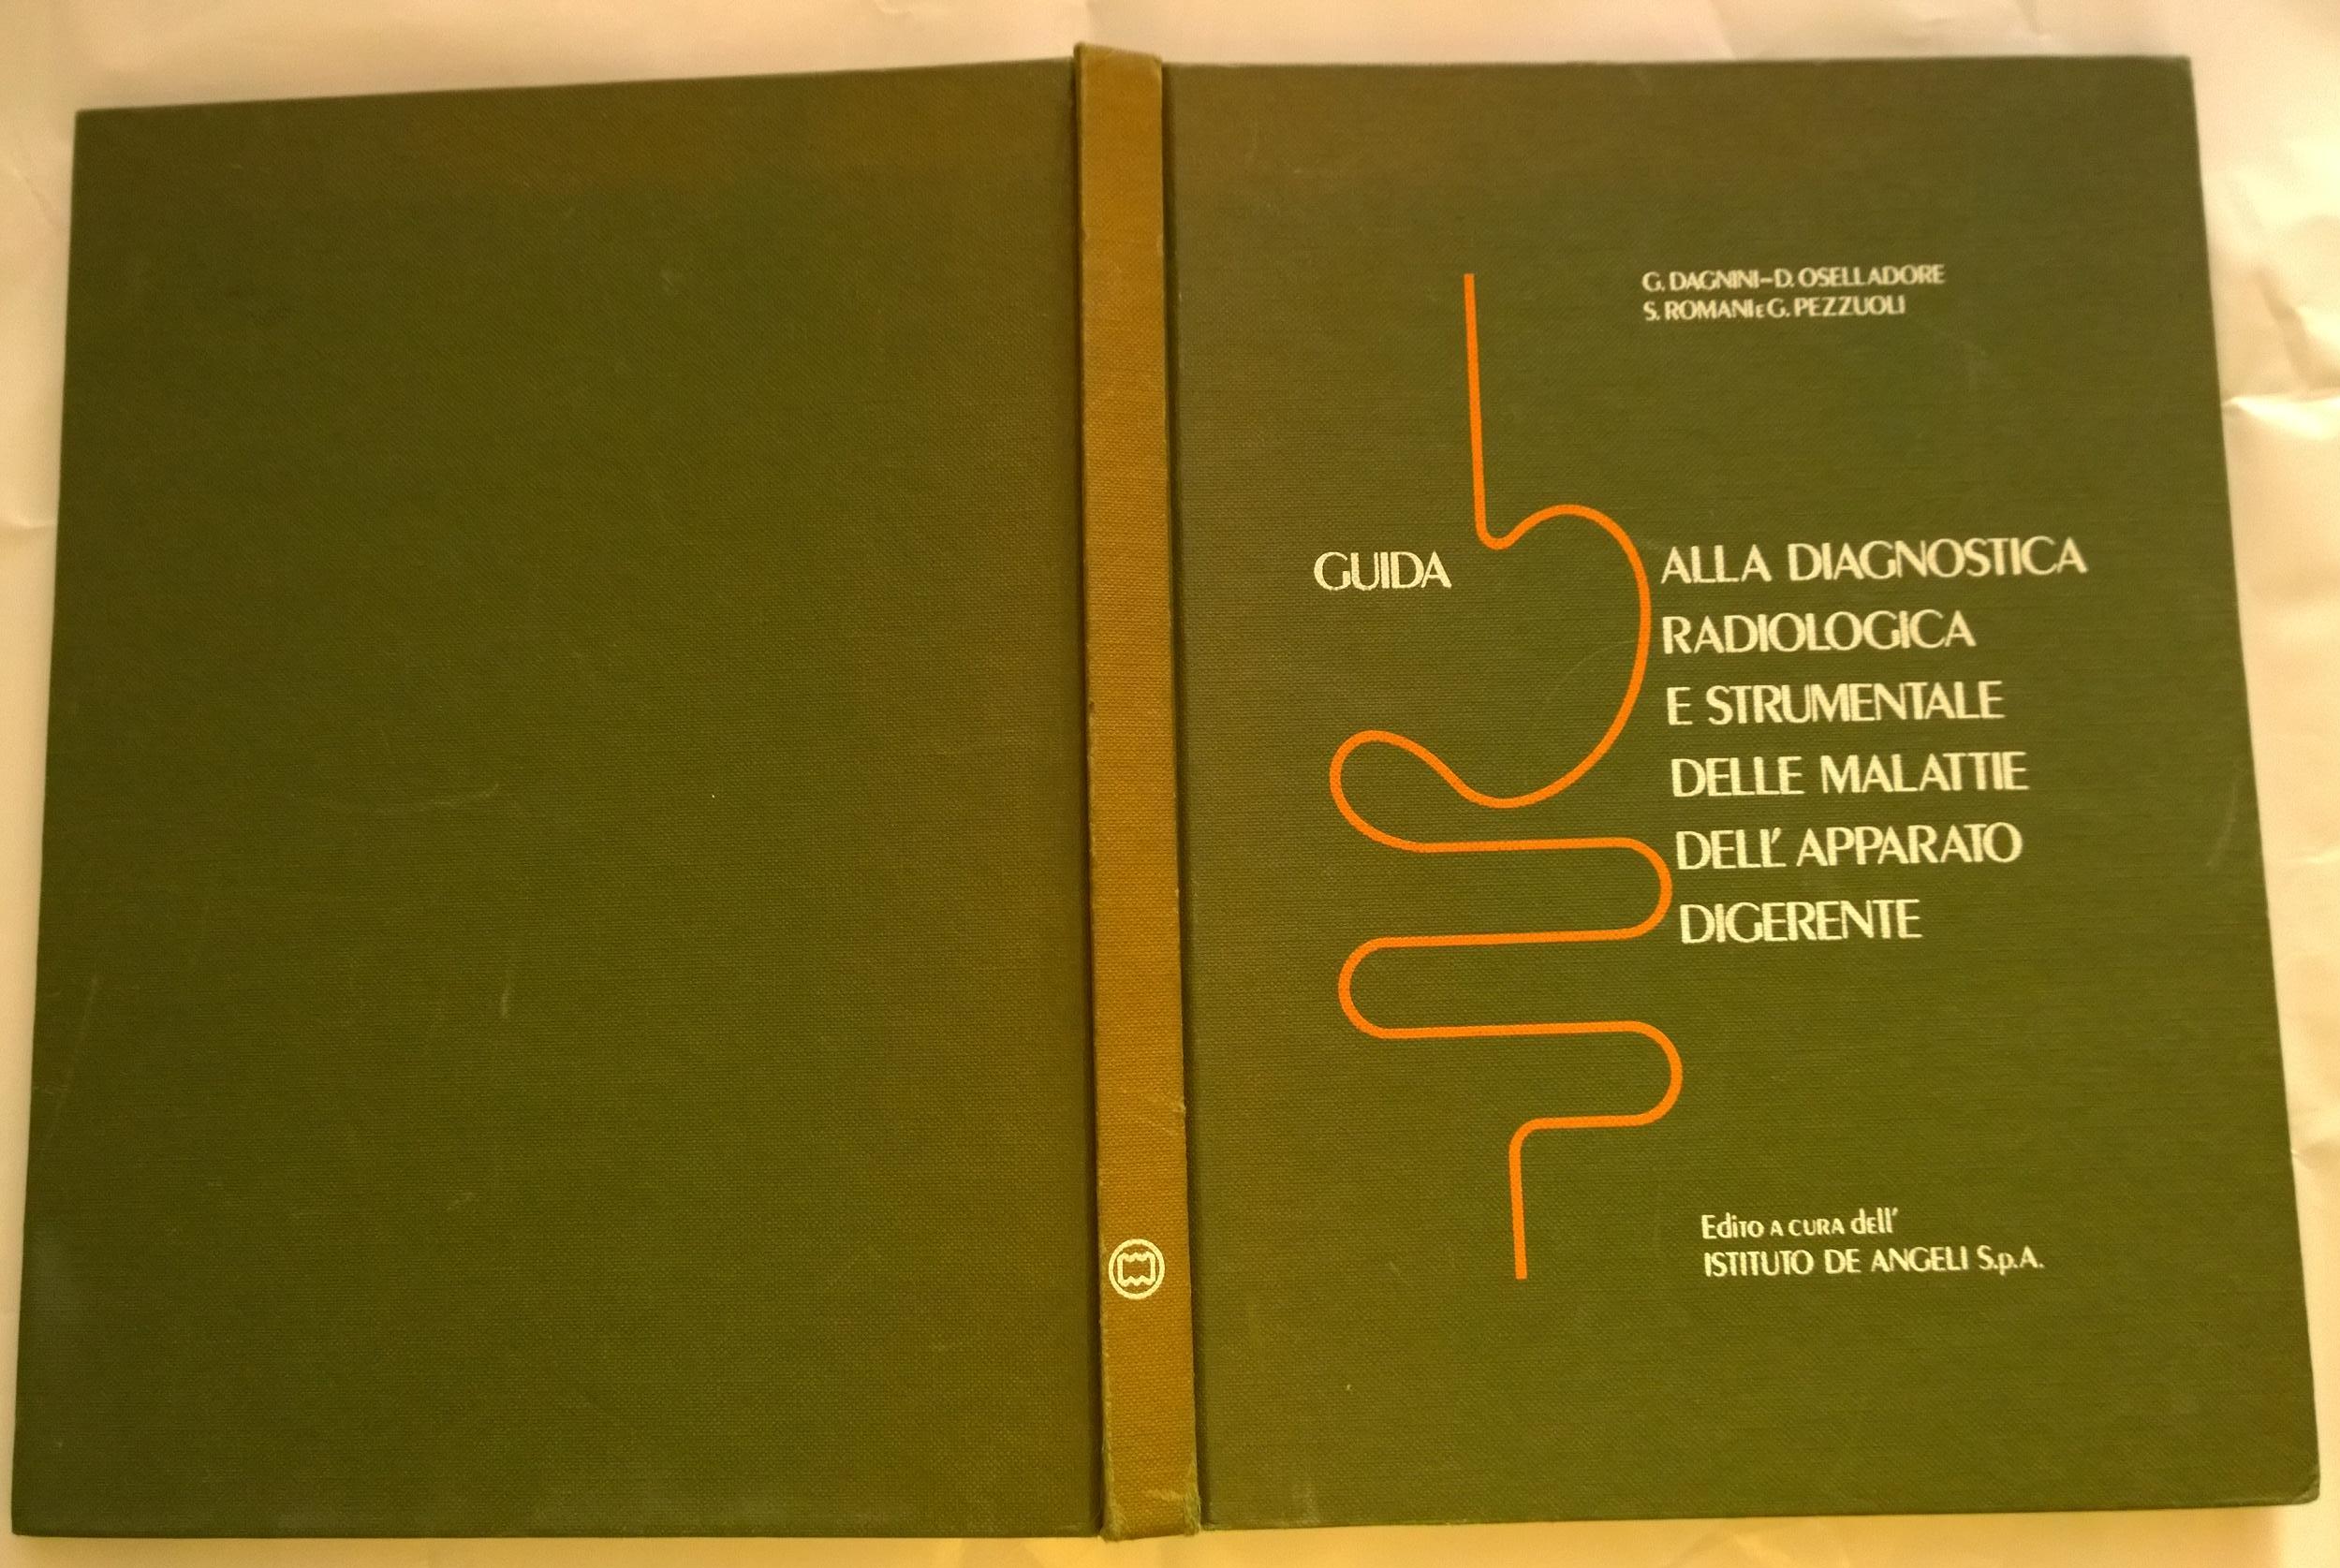 G. DAGNINI-D. OSELLADORE
S. ROMANI E G. PEZZUOLI
GUIDA ALLA DIAGNOSTICA
RADIOLOGICA
E STRUMENTALE
DELLE MALATTIE
DELL' APPARATO
DIGERENTE
Edito A CURA dell'
ISTITUTO DE ANGELI S.p.A.